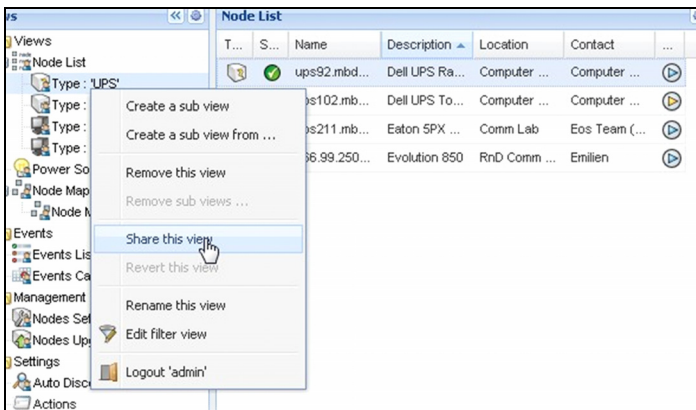 Node List
Views
Node List
Type : 'UPS'
Type :
Type :
Type :
Power So
Node Map
Node
Events
Events Lis
Events Ca
Management
Nodes Set
Nodes Upg
Settings
Auto Disc
Actions
Create a sub view
Create a sub view from ...
Remove this view
Remove sub views ...
Share this view
Revert this view
Rename this view
Edit filter view
Logout 'admin'
T... S... Name Description Location Contact ...
ups92.mbd... Dell UPS Ra... Computer ... Computer ...
s102.mb... Dell UPS To... Computer ... Computer ...
s211.mb... Eaton 5PX ... Comm Lab Eos Team (...
6.99.250... Evolution 850 RnD Comm ... Emilien